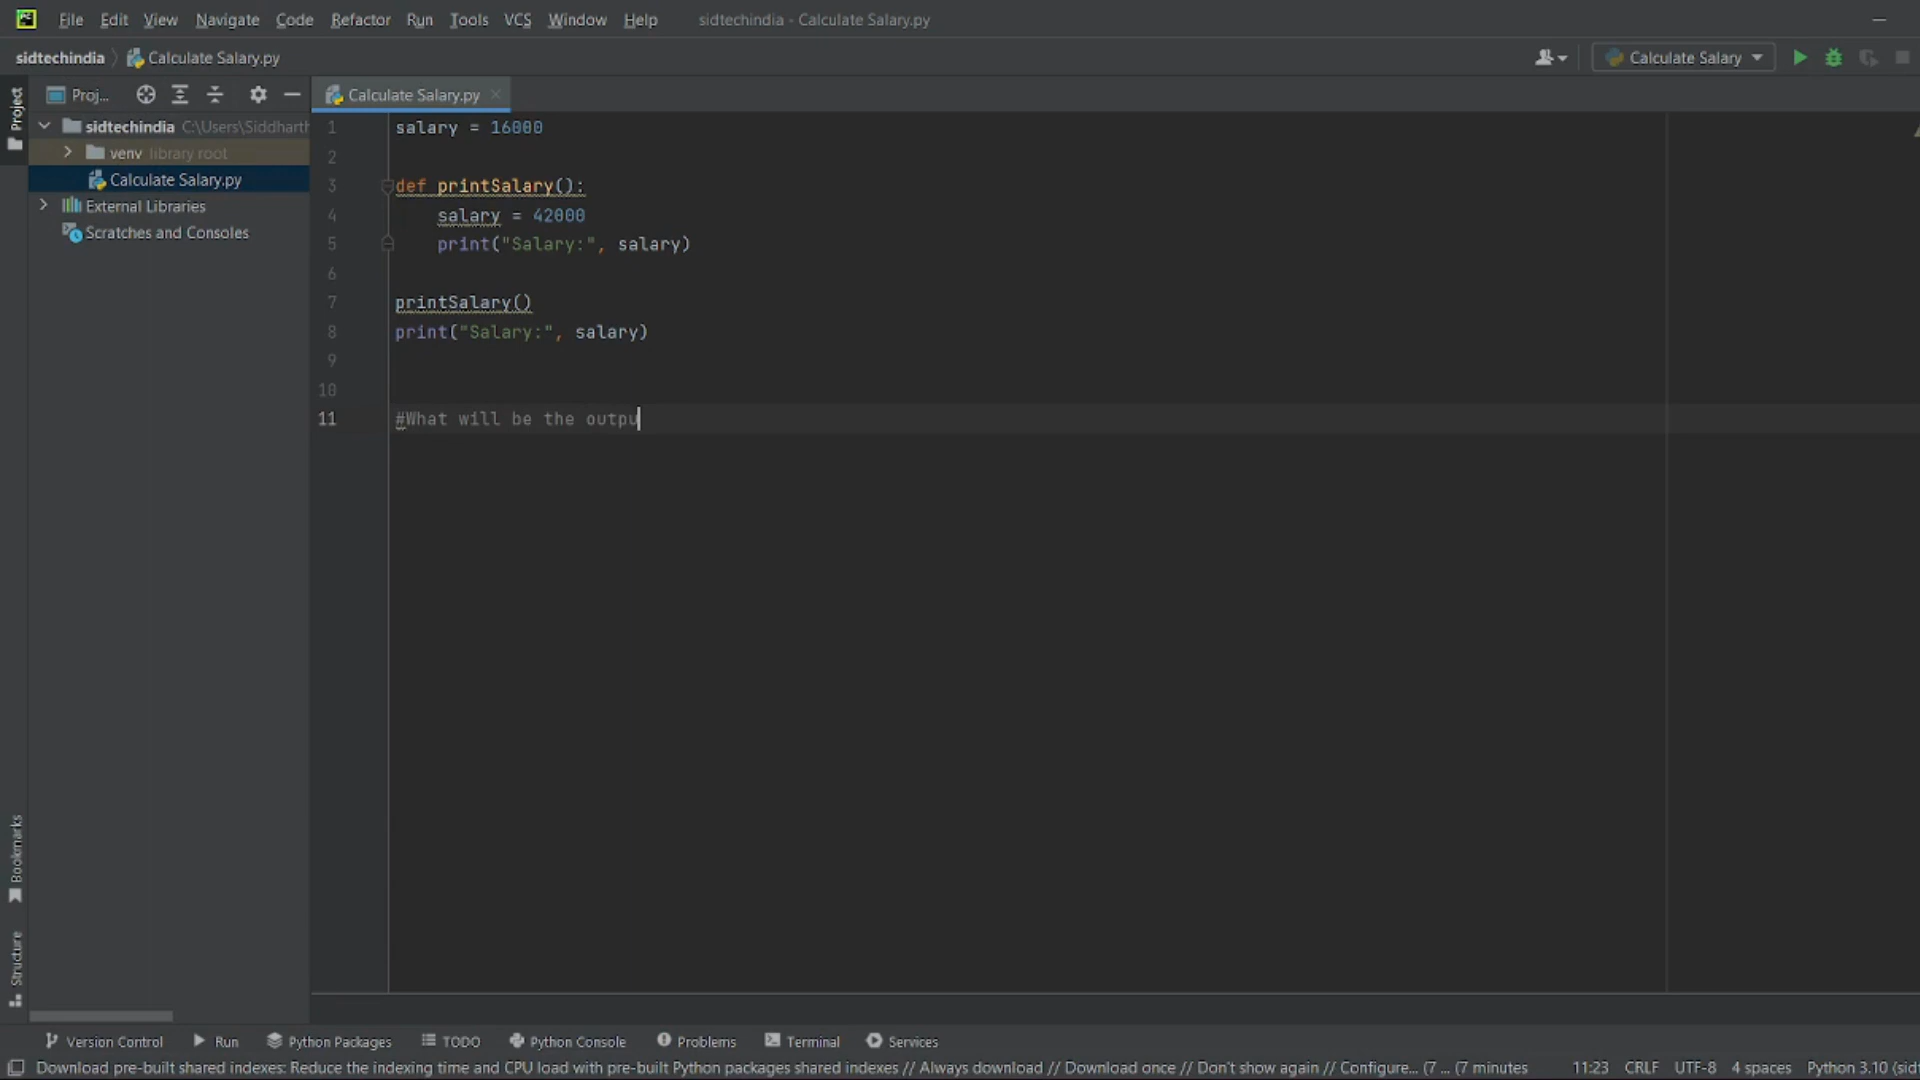 File Edit View Navigate Code Refactor Run Tools VCS Window Help sidtechindia - Calculate Salary.py
sidtechindia Calculate Salary.py Calculate Salary
Project
Proj...
Calculate Salary.py
sidtechindia C:\Users\Siddharth
venv library root
Calculate Salary.py
External Libraries
Scratches and Consoles
1 salary = 16000
2
3 def printSalary():
4 salary = 42000
5 print("Salary:", salary)
6
7 printSalary()
8 print("Salary:", salary)
9
10
11 #What will be the outpu
Bookmarks
Structure
Version Control Run Python Packages TODO Python Console Problems Terminal Services
Download pre-built shared indexes: Reduce the indexing time and CPU load with pre-built Python packages shared indexes // Always download // Download once // Don't show again // Configure... (7 ... (7 minutes 11:23 CRLF UTF-8 4 spaces Python 3.10 (sid